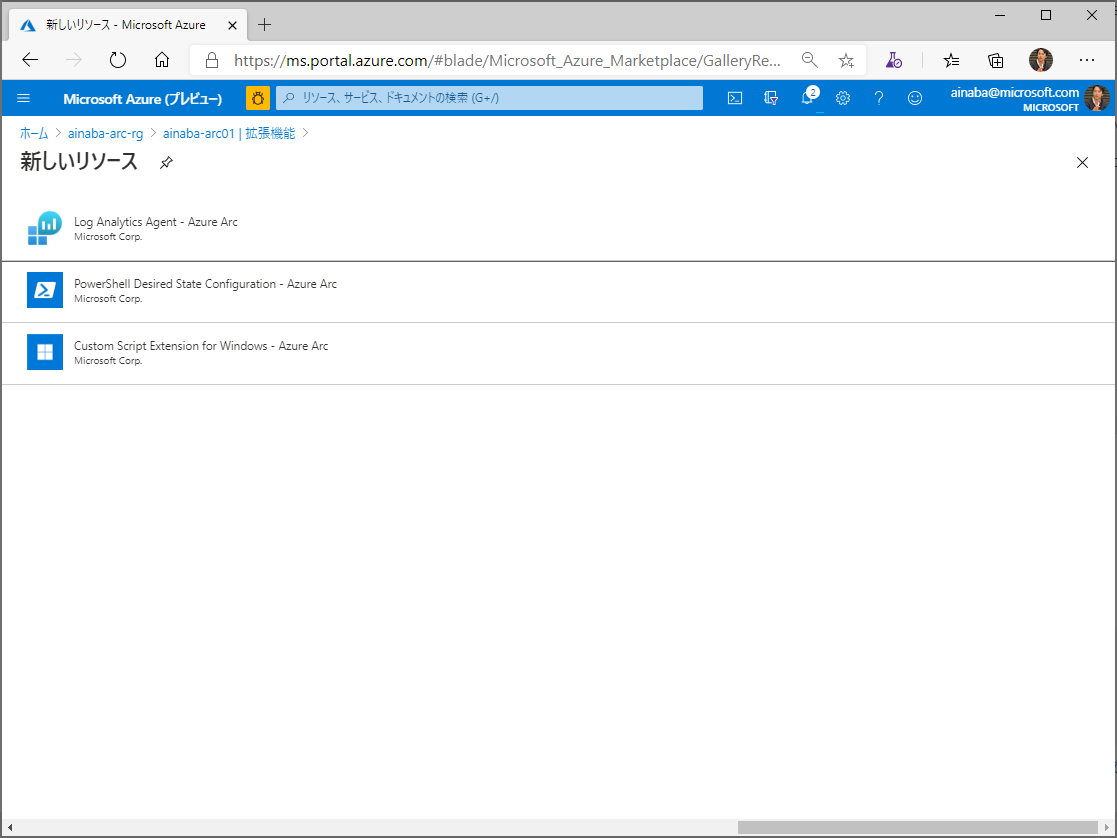 新しいリソース - Microsoft Azure
https://ms.portal.azure.com/#blade/Microsoft_Azure_Marketplace/GalleryRe...
Microsoft Azure (プレビュー)
リソース、サービス、ドキュメントの検索 (G+/)
2
ainaba@microsoft.com
MICROSOFT
ホーム > ainaba-arc-rg > ainaba-arc01 | 拡張機能 >
新しいリソース
Log Analytics Agent - Azure Arc
Microsoft Corp.
PowerShell Desired State Configuration - Azure Arc
Microsoft Corp.
Custom Script Extension for Windows - Azure Arc
Microsoft Corp.